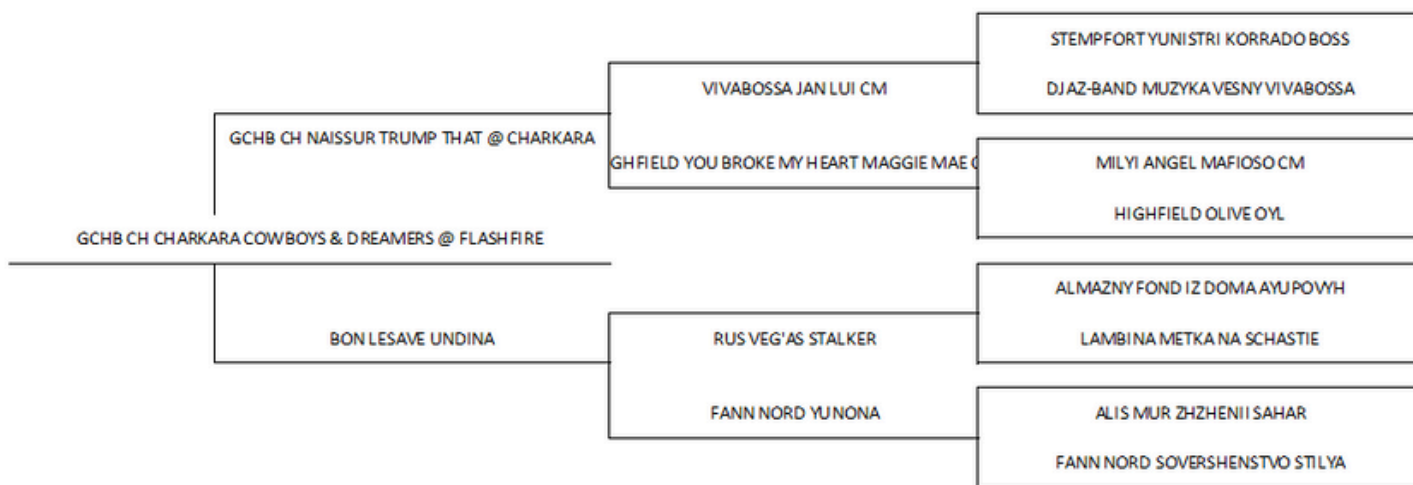 STEMPFORT YUNISTRI KORRADO BOSS
VIVABOSSA JAN LUI CM
DJAZ-BAND MUZYKA VESNY VIVABOSSA
GCHB CH NAISSUR TRUMP THAT @ CHARKARA
GHFIELD YOU BROKE MY HEART MAGGIE MAE
MILYI ANGEL MAFIOSO CM
HIGHFIELD OLIVE OYL
GCHB CH CHARKARA COWBOYS & DREAMERS @ FLASHFIRE
ALMAZNY FOND IZ DOMA AYUPOVYH
BON LESAVE UNDINA
RUS VEG'AS STALKER
LAMBINA METKA NA SCHASTIE
FANN NORD YUNONA
ALIS MUR ZHZHENII SAHAR
FANN NORD SOVERSHENSTVO STILYA